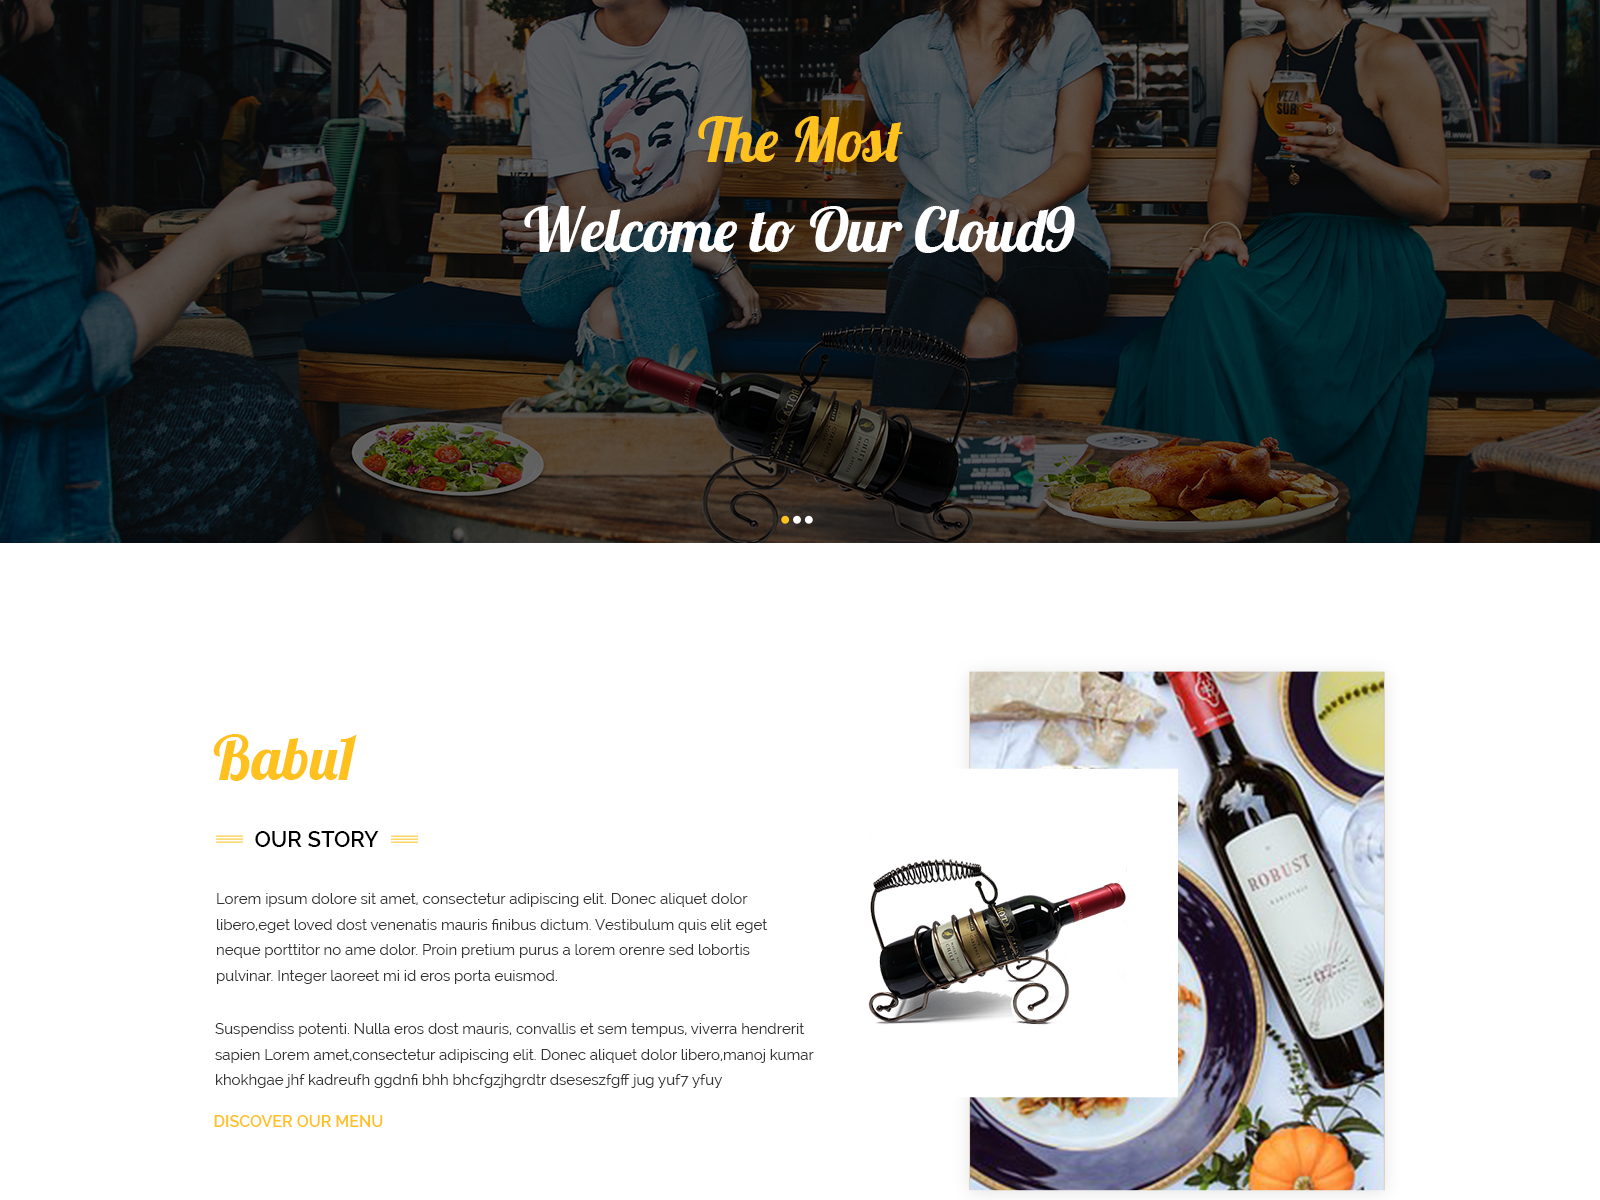 The Most
Welcome to Our Cloud9
VEZA
SUR
Babu1
OUR STORY
Lorem ipsum dolore sit amet, consectetur adipiscing elit. Donec aliquet dolor
libero,eget loved dost venenatis mauris finibus dictum. Vestibulum quis elit eget
neque porttitor no ame dolor. Proin pretium purus a lorem orenre sed lobortis
pulvinar. Integer laoreet mi id eros porta euismod.
Suspendiss potenti. Nulla eros dost mauris, convallis et sem tempus, viverra hendrerit
sapien Lorem amet,consectetur adipiscing elit. Donec aliquet dolor libero,manoj kumar
khokhgae jhf kadreufh ggdnfi bhh bhcfgzjhgrdtr dseseszfgff jug yuf7 yfuy
DISCOVER OUR MENU
ROBUST